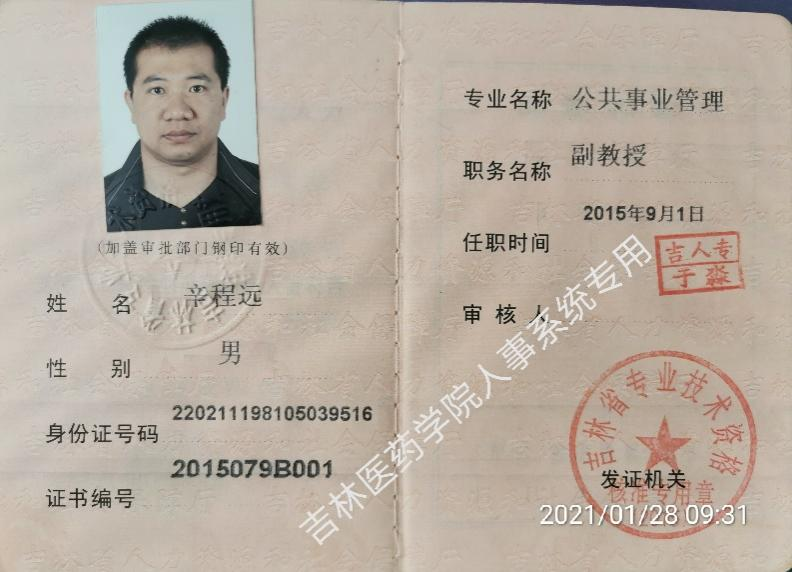 (加盖审批部门钢印有效)
姓 名 辛程远
性 别 男
身份证号码 220211198105039516
证书编号 2015079B001
专业名称 公共事业管理
职务名称 副教授
任职时间 2015年9月1日
审核人
吉人专
于淼
吉林省专业技术资格
发证机关
核准专用章
吉林医药学院人事系统专用
2021/01/28 09:31